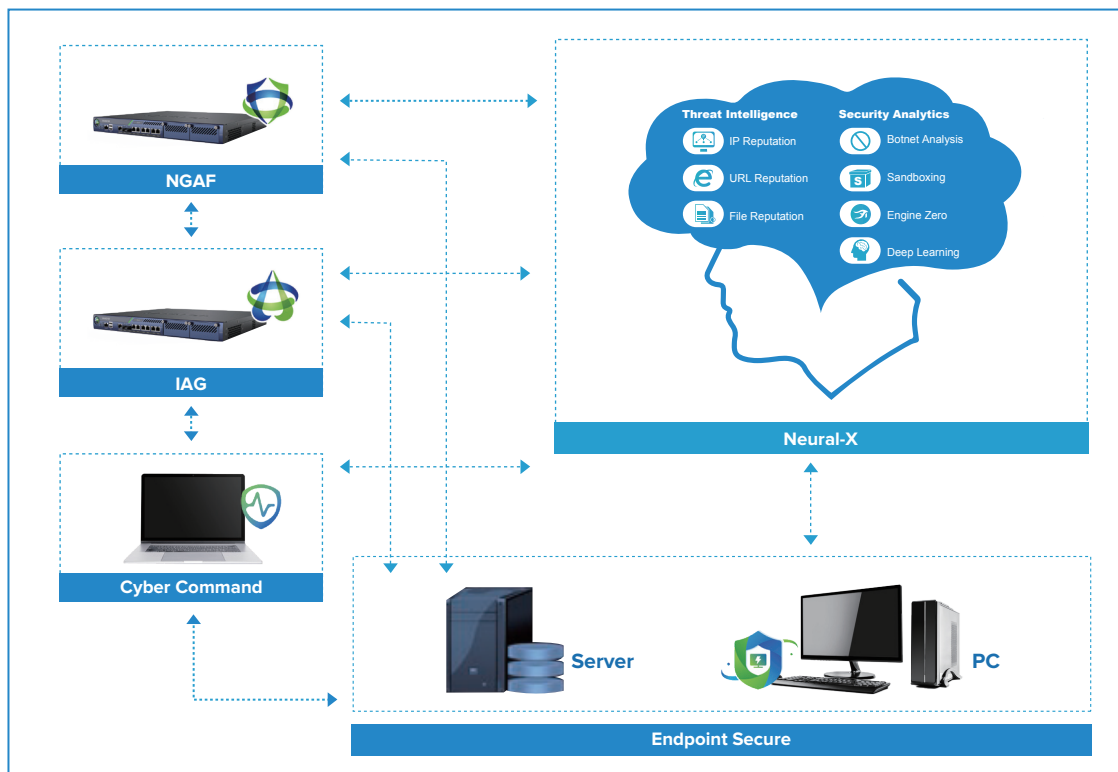 NGAF
IAG
Cyber Command
Threat Intelligence
IP Reputation
URL Reputation
File Reputation
Security Analytics
Botnet Analysis
S
Sandboxing
Engine Zero
Deep Learning
Neural-X
Server
PC
Endpoint Secure